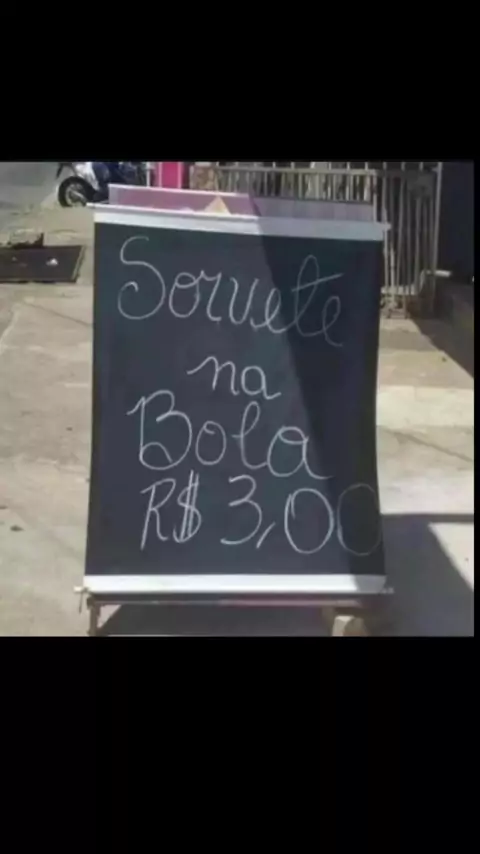 Sorvete
na
Bola
R$ 3,00